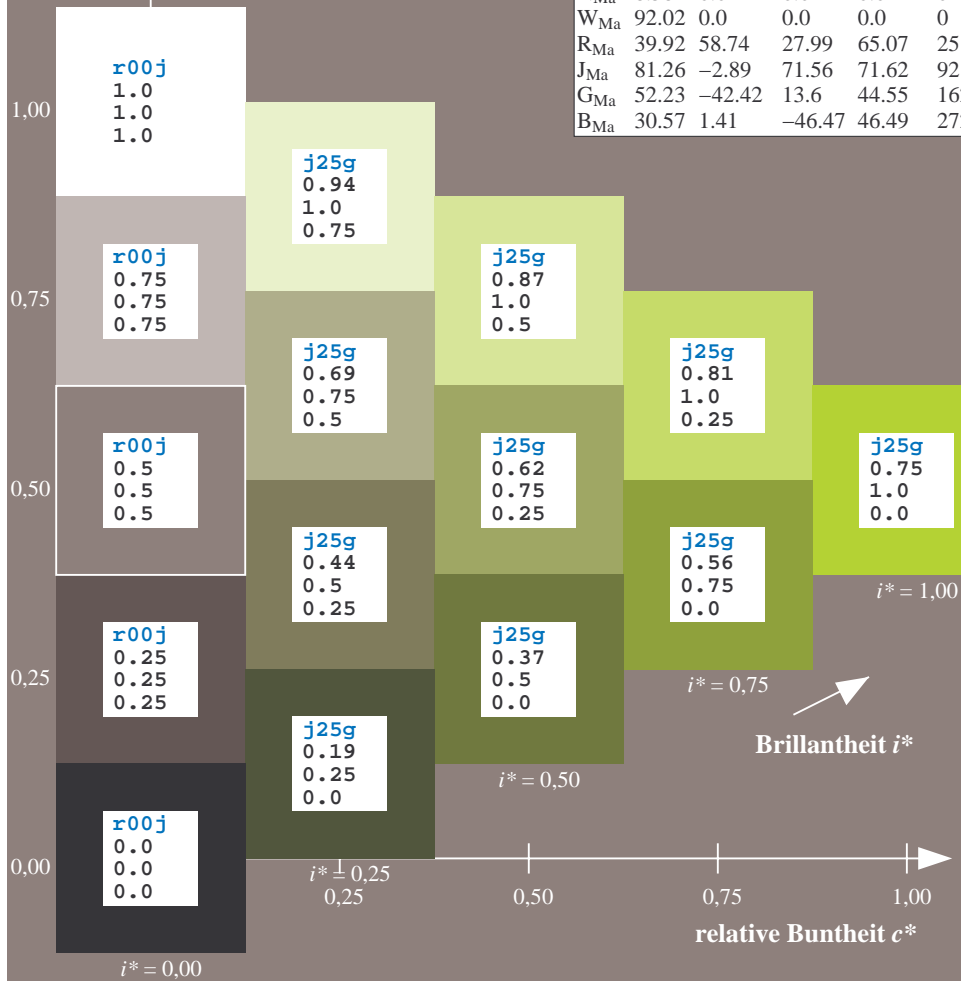 W_Ma 92.02 0.0 0.0 0.0 0
R_Ma 39.92 58.74 27.99 65.07 25
J_Ma 81.26 −2.89 71.56 71.62 92
G_Ma 52.23 −42.42 13.6 44.55
B_Ma 30.57 1.41 −46.47 46.49
r00j
1.0
1.0
1.0
1,00
j25g
0.94
1.0
0.75
r00j
0.75
0.75
0.75
0,75
j25g
0.87
1.0
0.5
j25g
0.69
0.75
0.5
j25g
0.81
1.0
0.25
r00j
0.5
0.5
0.5
0,50
j25g
0.62
0.75
0.25
j25g
0.75
1.0
0.0
i* = 1,00
j25g
0.44
0.5
0.25
j25g
0.56
0.75
0.0
i* = 0,75
r00j
0.25
0.25
0.25
0,25
j25g
0.37
0.5
0.0
i* = 0,50
Brillantheit i*
j25g
0.19
0.25
0.0
i* = 0,25
r00j
0.0
0.0
0.0
0,00
i* = 0,00
0,25 0,50 0,75 1,00
relative Buntheit c*